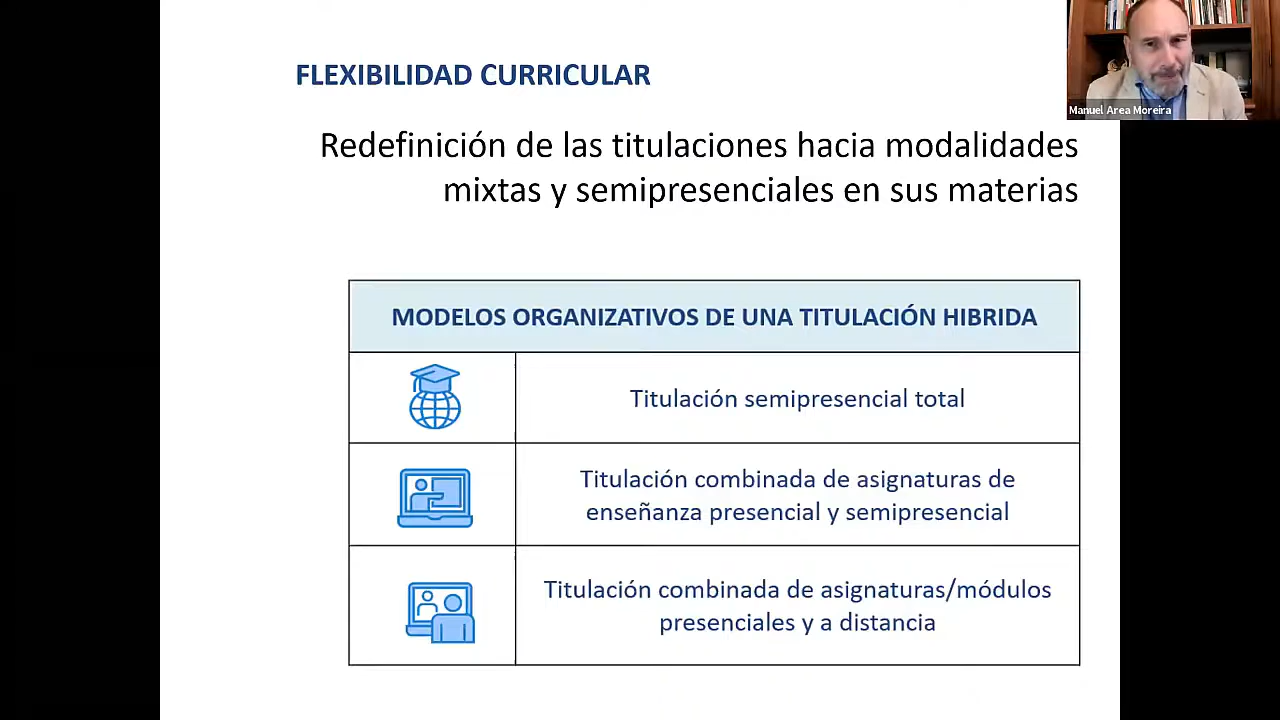 FLEXIBILIDAD CURRICULAR
Manuel Area Moreira
Redefinición de las titulaciones hacia modalidades
mixtas y semipresenciales en sus materias
MODELOS ORGANIZATIVOS DE UNA TITULACIÓN HIBRIDA
Titulación semipresencial total
Titulación combinada de asignaturas de
enseñanza presencial y semipresencial
Titulación combinada de asignaturas/módulos
presenciales y a distancia